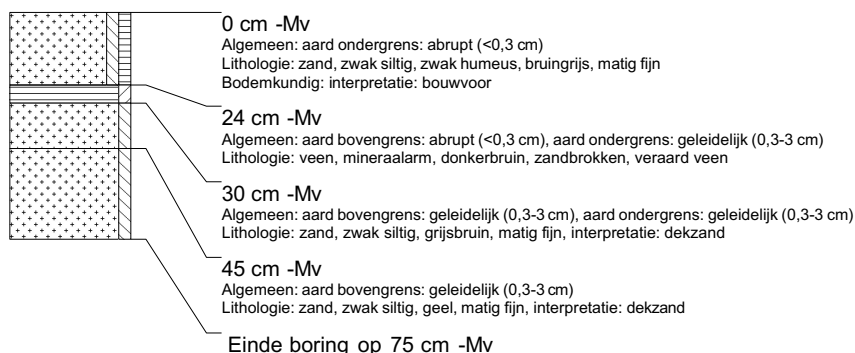 0 cm -Mv
Algemeen: aard ondergrens: abrupt (<0,3 cm)
Lithologie: zand, zwak siltig, zwak humeus, bruingrijs, matig fijn
Bodemkundig: interpretatie: bouwvoor
24 cm -Mv
Algemeen: aard bovengrens: abrupt (<0,3 cm), aard ondergrens: geleidelijk (0,3-3 cm)
Lithologie: veen, mineraalarm, donkerbruin, zandbrokken, veraard veen
30 cm -Mv
Algemeen: aard bovengrens: geleidelijk (0,3-3 cm), aard ondergrens: geleidelijk (0,3-3 cm)
Lithologie: zand, zwak siltig, grijsbruin, matig fijn, interpretatie: dekzand
45 cm -Mv
Algemeen: aard bovengrens: geleidelijk (0,3-3 cm)
Lithologie: zand, zwak siltig, geel, matig fijn, interpretatie: dekzand
Einde boring op 75 cm -Mv